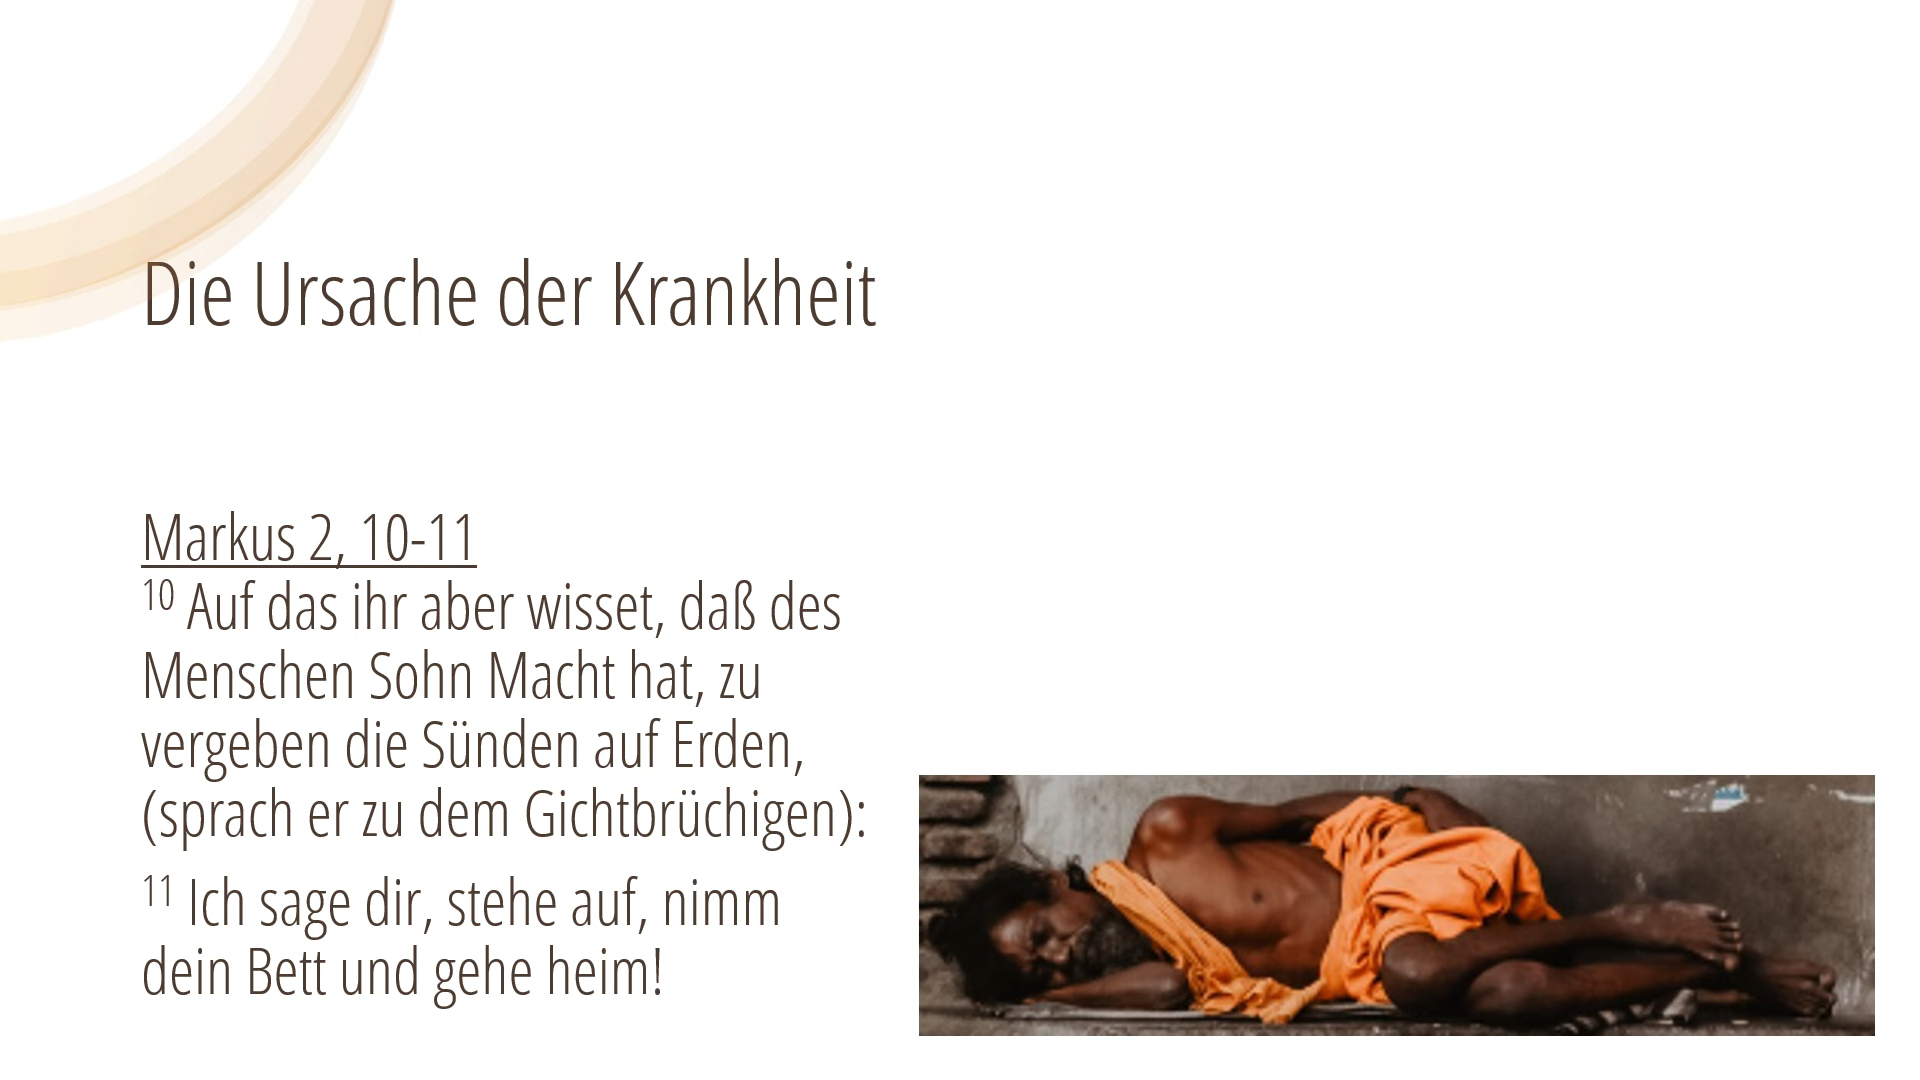 Die Ursache der Krankheit
Markus 2, 10-11
10 Auf das ihr aber wisset, daß des
Menschen Sohn Macht hat, zu
vergeben die Sünden auf Erden,
(sprach er zu dem Gichtbrüchigen):
11 Ich sage dir, stehe auf, nimm
dein Bett und gehe heim!